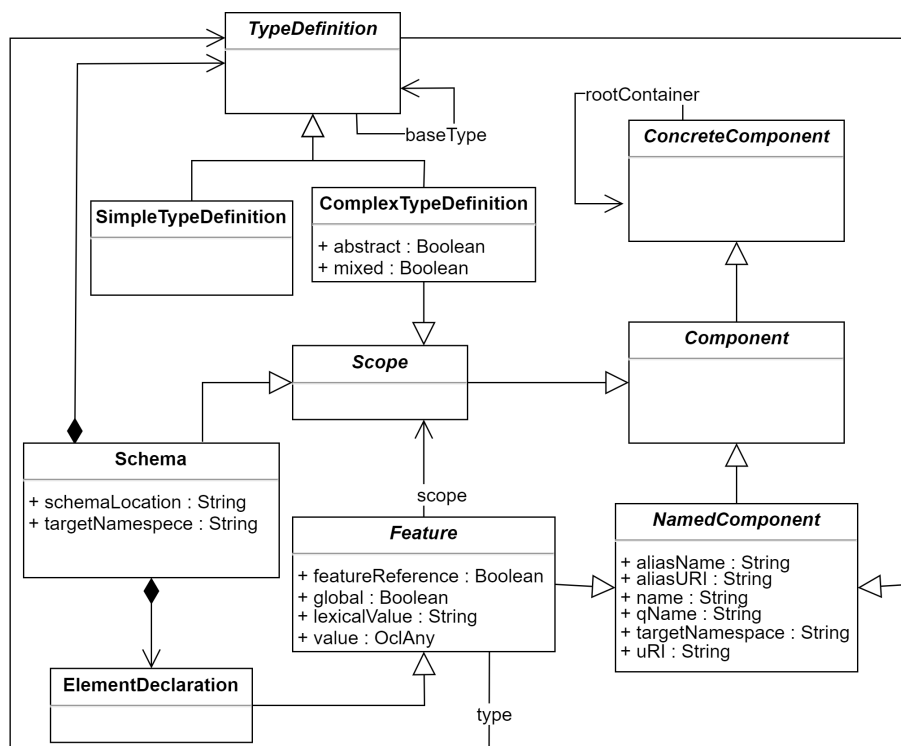 TypeDefinition
rootContainer
baseType
ConcreteComponent
SimpleTypeDefinition
ComplexTypeDefinition
+ abstract : Boolean
+ mixed : Boolean
Scope
Component
Schema
+ schemaLocation : String
+ targetNamespece : String
scope
Feature
+ featureReference : Boolean
+ global : Boolean
+ lexicalValue : String
+ value : OclAny
NamedComponent
+ aliasName : String
+ aliasURI : String
+ name : String
+ qName : String
+ targetNamespace : String
+ uRI : String
ElementDeclaration
type